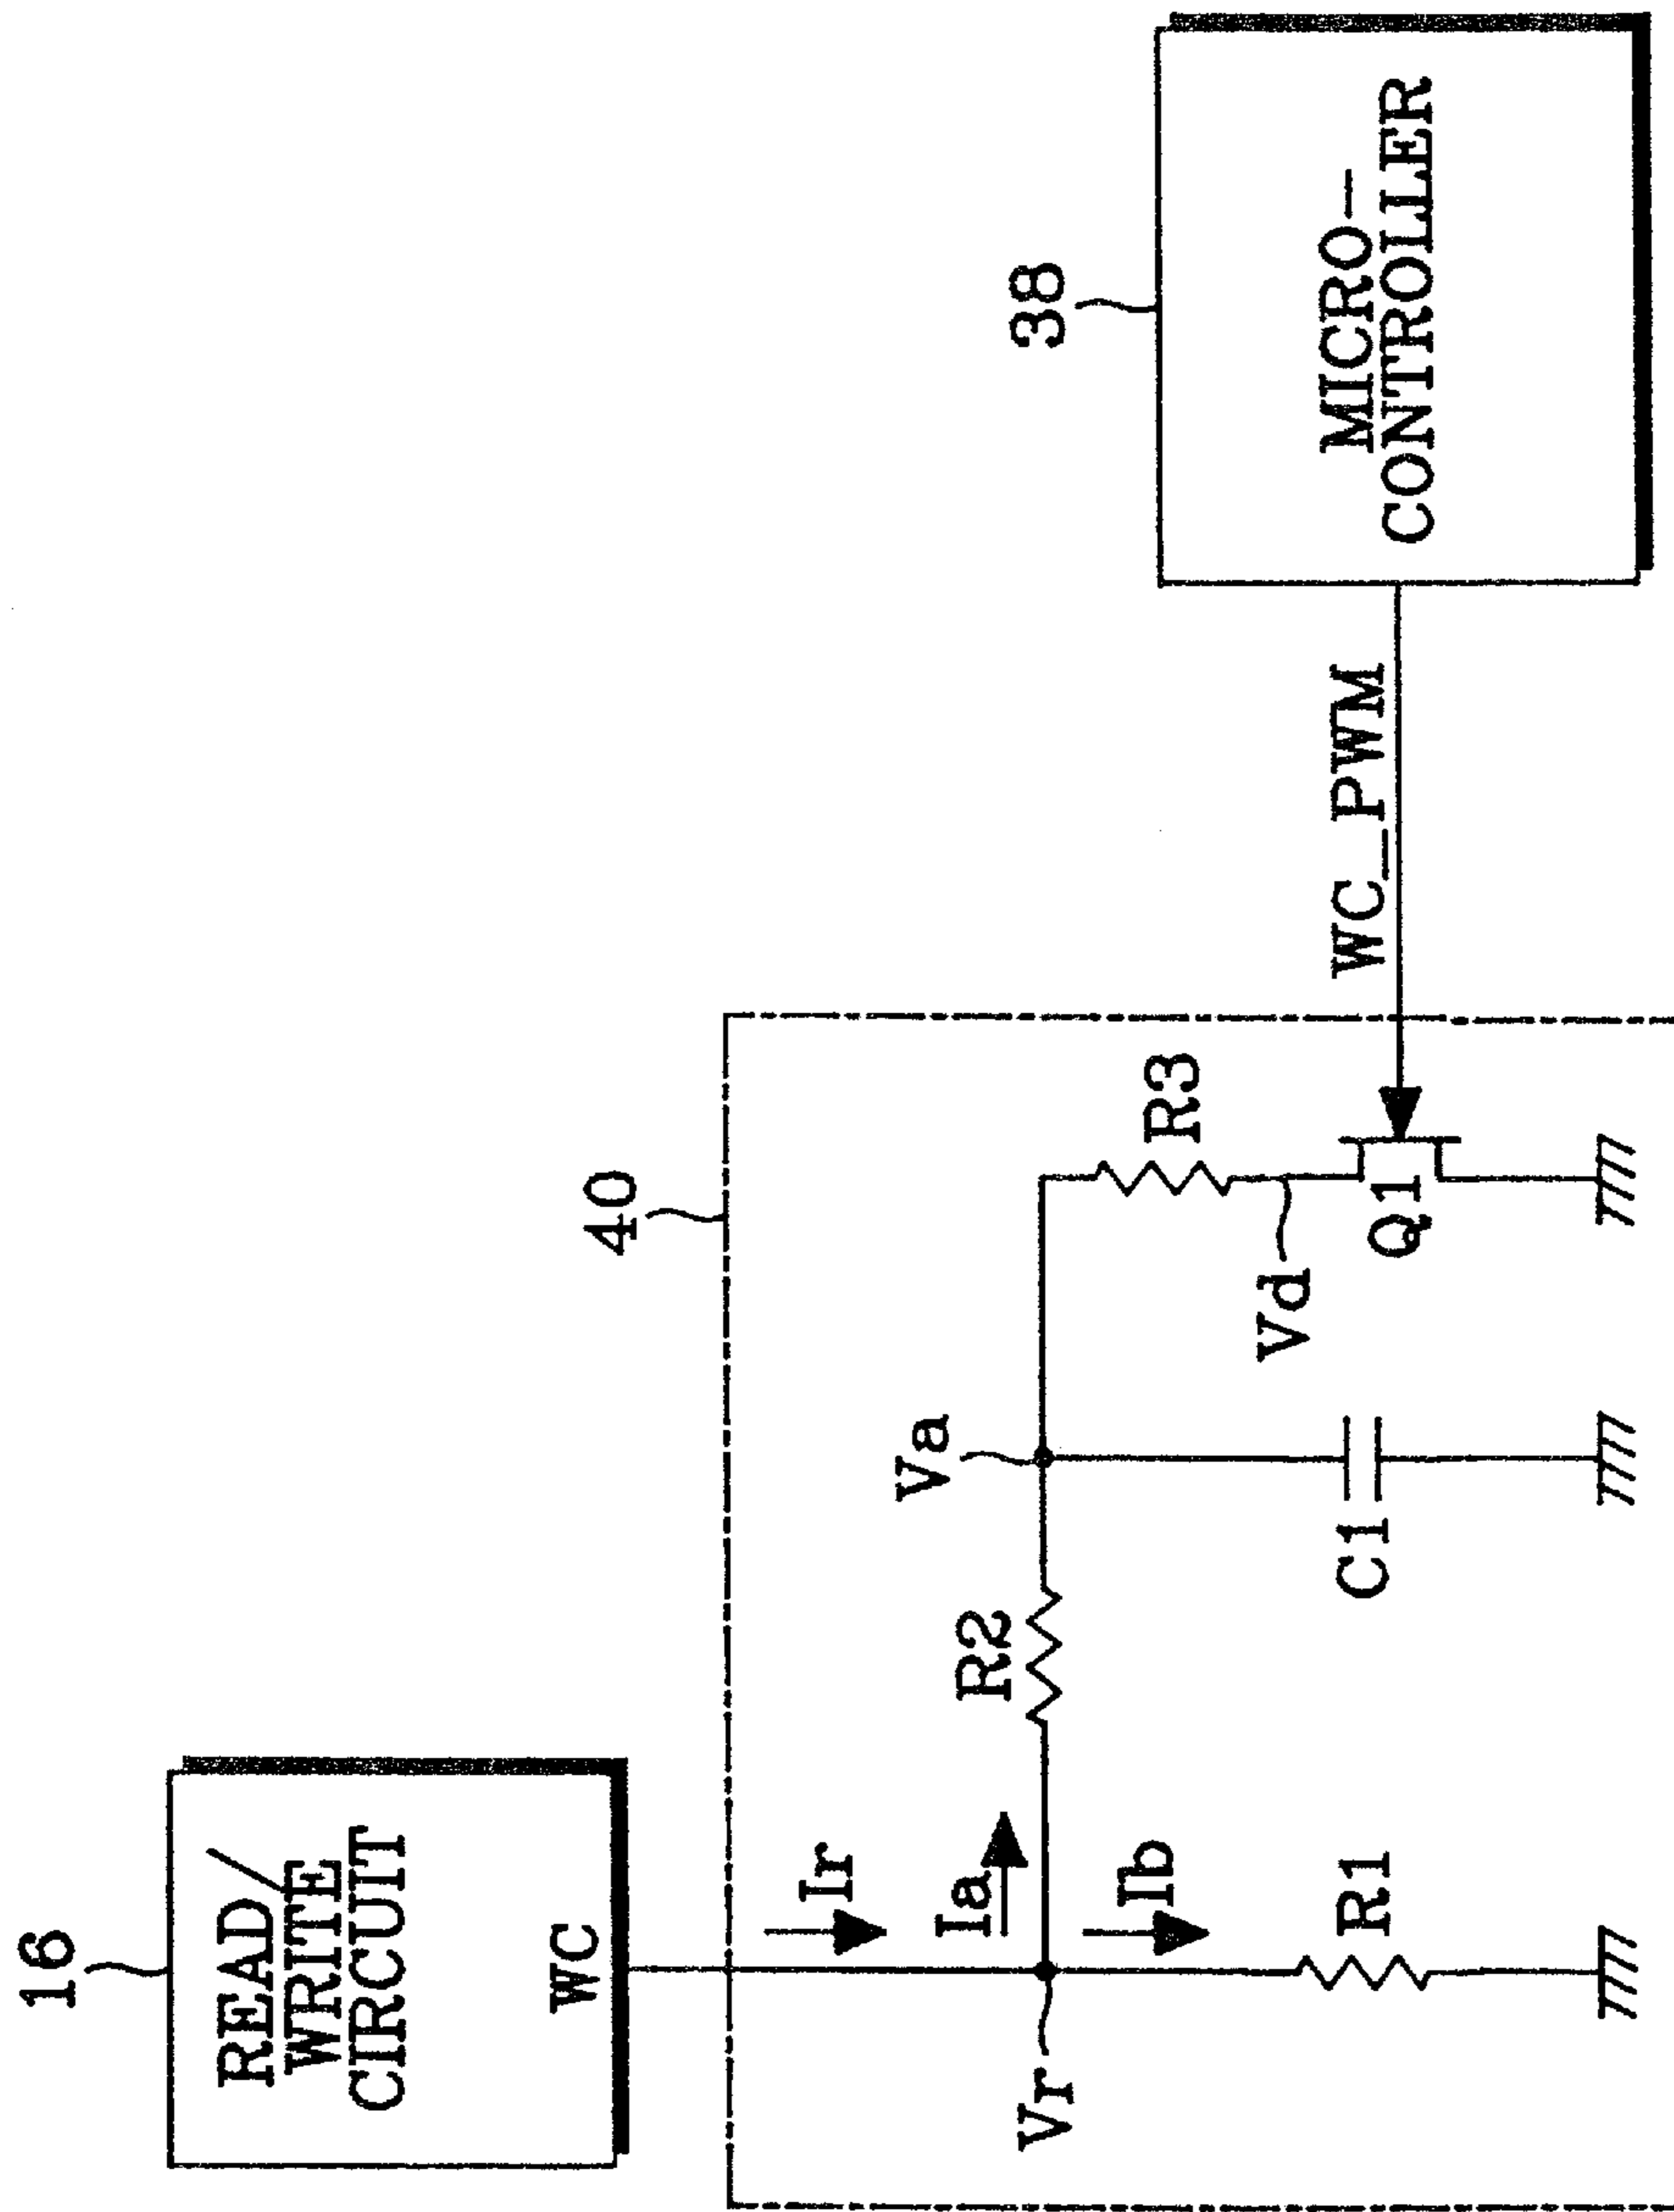 16
READ/
WRITE
CIRCUIT
WC
40
Ir
Ia
Ib
Vr
R1
R2
Va
C1
R3
Vd
Q1
WC_PWM
38
MICRO-
CONTROLLER